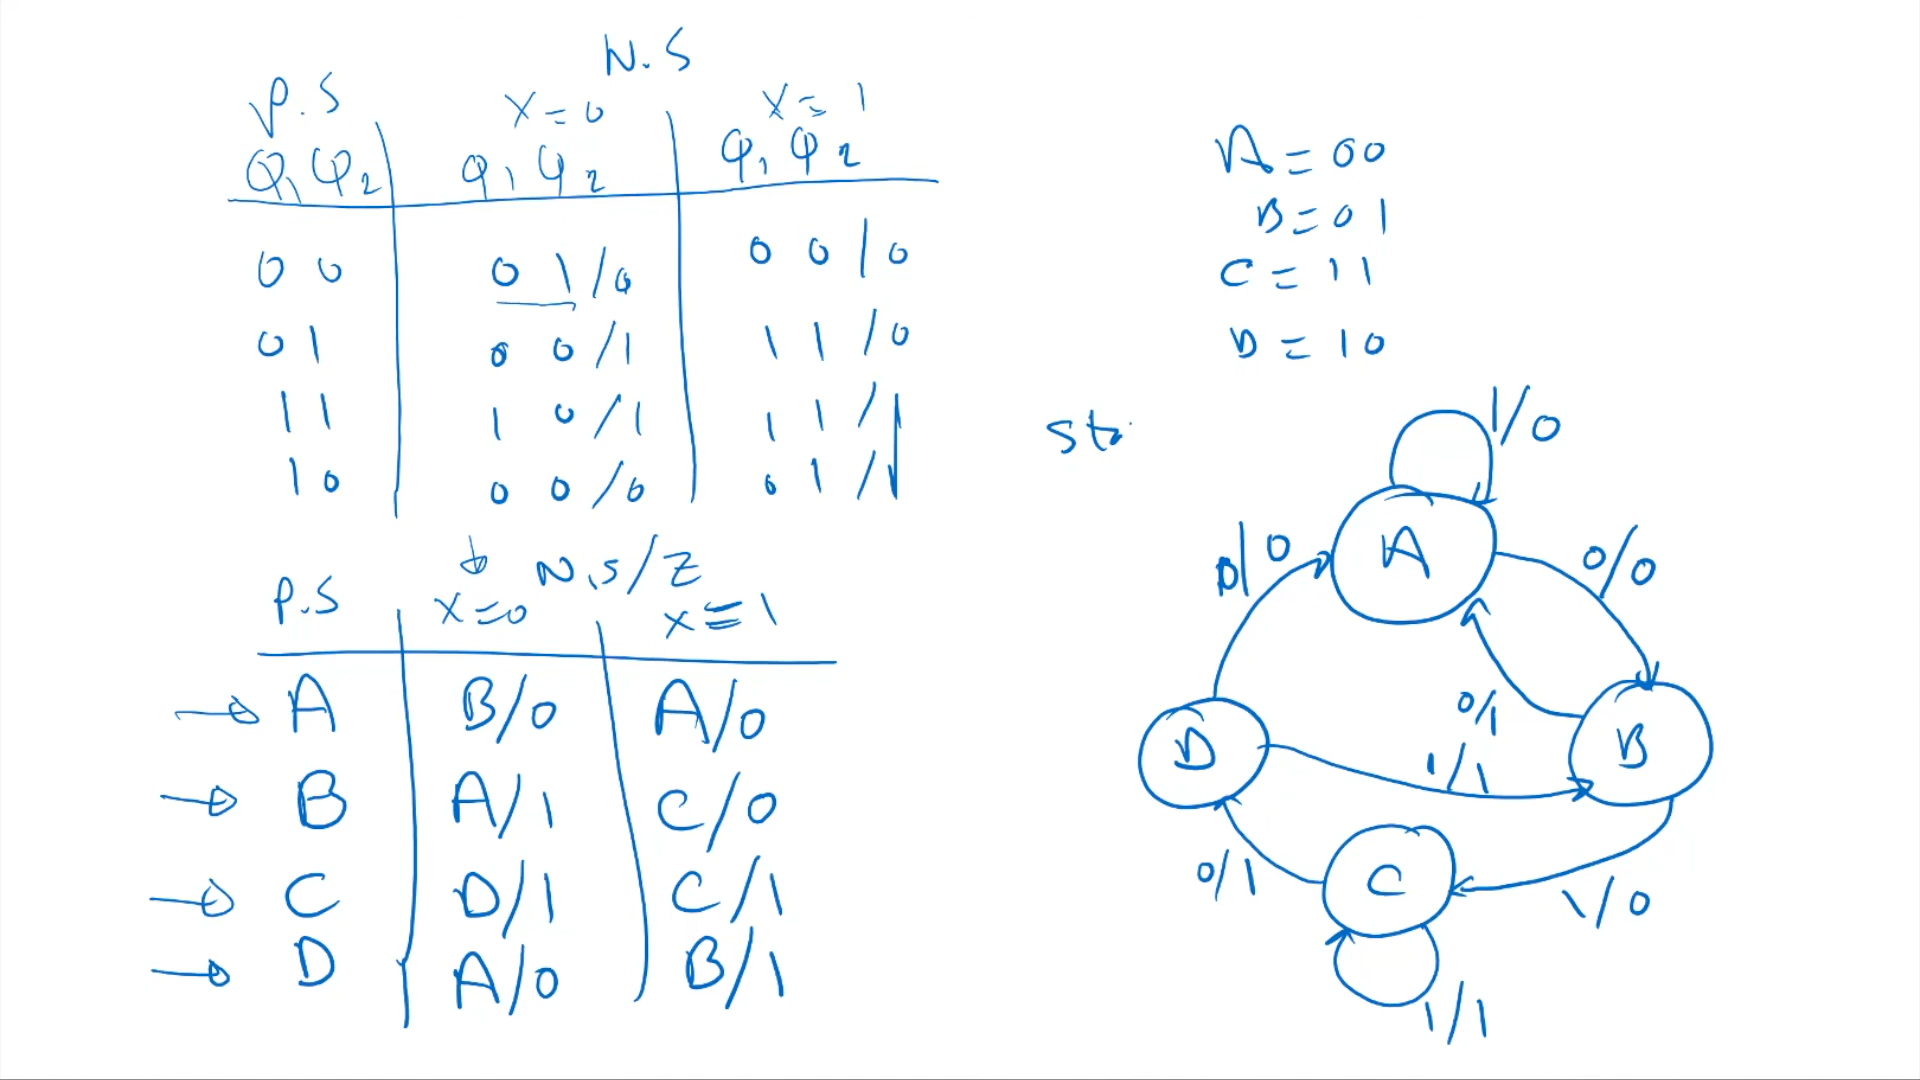 N.S
P.S X=0 X=1
Q1 Q2 Q1 Q2 Q1 Q2
0 0 0 1/0 0 0/0
0 1 0 0/1 1 1/0
1 1 1 0/1 1 1/1
1 0 0 0/0 0 1/1
N.S/Z
P.S X=0 X=1
A B/0 A/0
B A/1 C/0
C D/1 C/1
D A/0 B/1
A = 00
B = 01
C = 11
D = 10
1/0
A
0/0
0/0
0/1
D
B
1/1
0/1
C
1/0
1/1